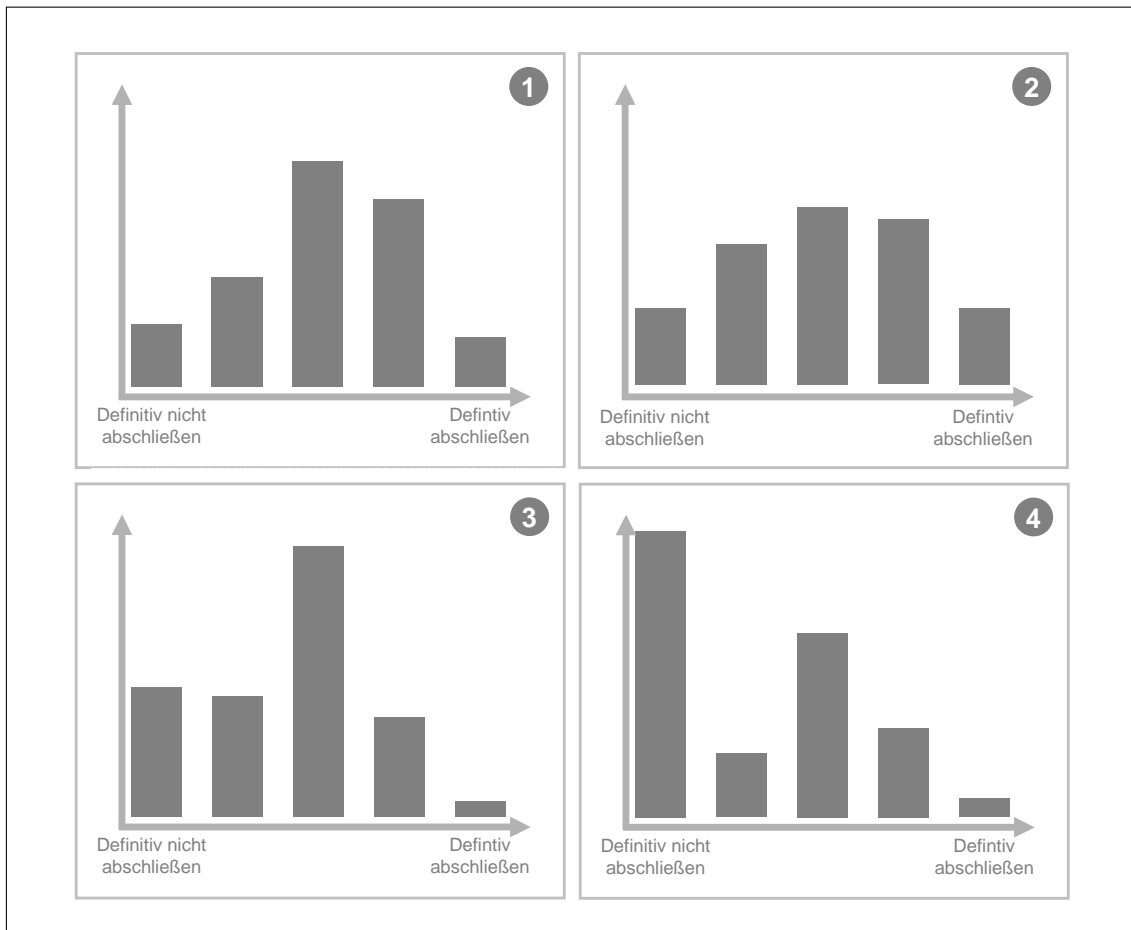 1
Definitiv nicht
abschließen
Defintiv
abschließen
2
Definitiv nicht
abschließen
Defintiv
abschließen
3
Definitiv nicht
abschließen
Defintiv
abschließen
4
Definitiv nicht
abschließen
Defintiv
abschließen